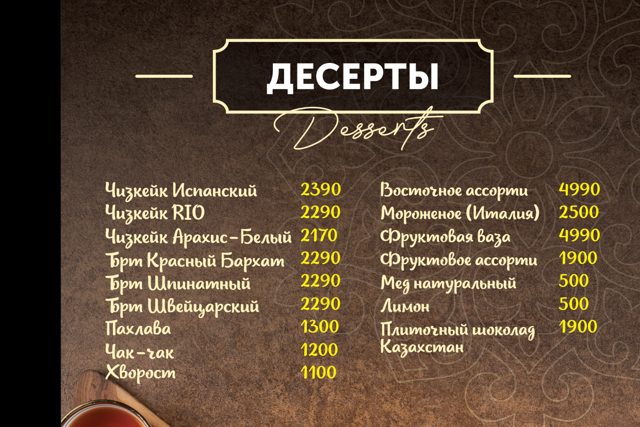 ДЕСЕРТЫ
Desserts
Чизкейк Испанский 2390
Чизкейк RIO 2290
Чизкейк Арахис-Белый 2170
Торт Красный Бархат 2290
Торт Шпинатный 2290
Торт Швейцарский 2290
Пахлава 1300
Чак-чак 1200
Хворост 1100
Восточное ассорти 4990
Мороженое (Италия) 2500
Фруктовая ваза 4990
Фруктовое ассорти 1900
Мед натуральный 500
Лимон 500
Плиточный шоколад 1900
Казахстан